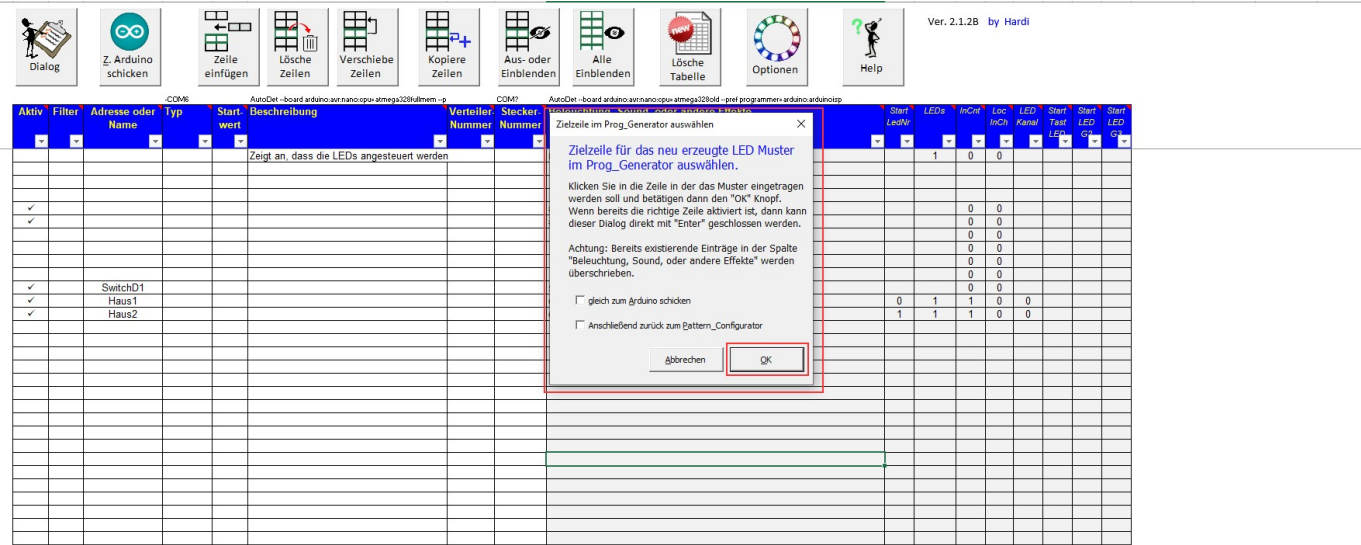 Dialog
Z. Arduino
schicken
Zeile
einfügen
Lösche
Zeilen
Verschiebe
Zeilen
Kopiere
Zeilen
Aus- oder
Einblenden
Alle
Einblenden
new
Lösche
Tabelle
Optionen
Help
Ver. 2.1.2B by Hardi
-COM6
AutoDet --board arduino:avr:nano:cpu=atmega328fullmem --p
COM?
AutoDet --board arduino:avr:nano:cpu=atmega328old --pref programmer=arduino:arduinoisp
Aktiv Filter Adresse oder Name Typ Start- wert Beschreibung Verteiler- Nummer Stecker- Nummer Beleuchtung, Sound, oder andere Effekte Start LedNr LEDs InCnt Loc InCh LED Kanal Start Tast LED Start LED G2 Start LED G3
Zeigt an, dass die LEDs angesteuert werden 1 0 0
✓ 0 0
✓ 0 0
0 0
0 0
0 0
0 0
✓ SwitchD1 0 0
✓ Haus1 0 1 1 0 0
✓ Haus2 1 1 1 0 0
Zielzeile im Prog_Generator auswählen
Zielzeile für das neu erzeugte LED Muster
im Prog_Generator auswählen.
Klicken Sie in die Zeile in der das Muster eingetragen
werden soll und betätigen dann den "OK" Knopf.
Wenn bereits die richtige Zeile aktiviert ist, dann kann
dieser Dialog direkt mit "Enter" geschlossen werden.
Achtung: Bereits existierende Einträge in der Spalte
"Beleuchtung, Sound, oder andere Effekte" werden
überschrieben.
gleich zum Arduino schicken
Anschließend zurück zum Pattern_Configurator
Abbrechen
OK